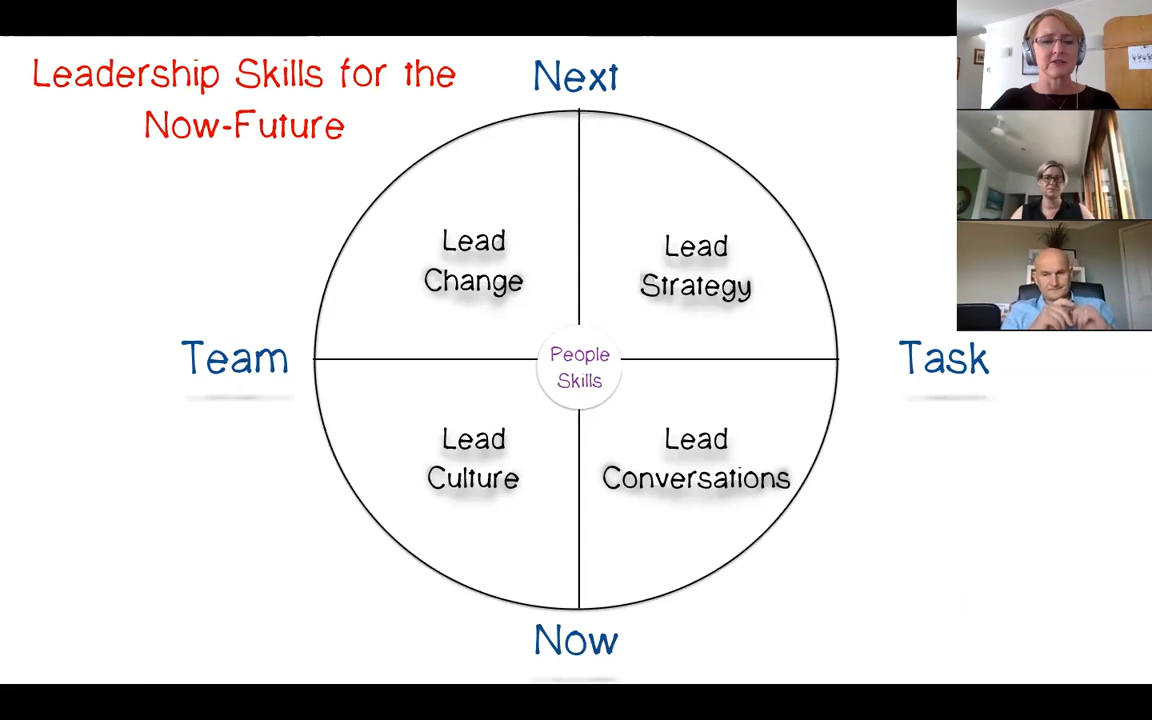 Leadership Skills for the
Now-Future
Next
Lead
Change
Lead
Strategy
Team
People
Skills
Task
Lead
Culture
Lead
Conversations
Now